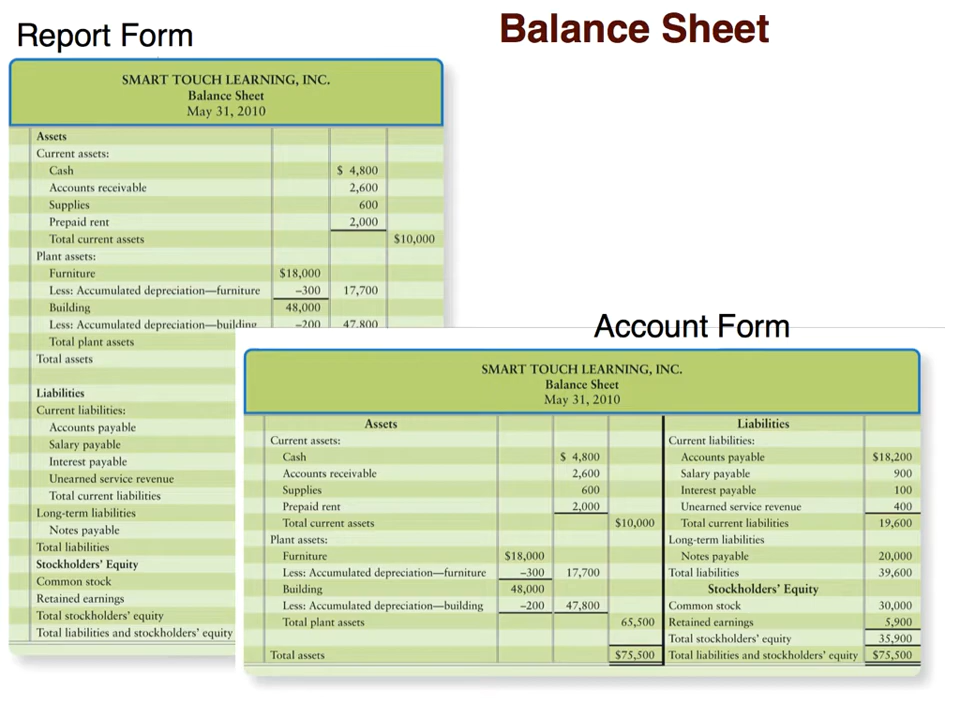 Report Form
Balance Sheet
SMART TOUCH LEARNING, INC.
Balance Sheet
May 31, 2010
Assets
Current assets:
Cash $ 4,800
Accounts receivable 2,600
Supplies 600
Prepaid rent 2,000
Total current assets $10,000
Plant assets:
Furniture $18,000
Less: Accumulated depreciation—furniture –300 17,700
Building 48,000
Less: Accumulated depreciation—building –200 47,800
Total plant assets
Total assets
Liabilities
Current liabilities:
Accounts payable
Salary payable
Interest payable
Unearned service revenue
Total current liabilities
Long-term liabilities
Notes payable
Total liabilities
Stockholders' Equity
Common stock
Retained earnings
Total stockholders' equity
Total liabilities and stockholders' equity
Account Form
SMART TOUCH LEARNING, INC.
Balance Sheet
May 31, 2010
Assets Liabilities
Current assets: Current liabilities:
Cash $ 4,800 Accounts payable $18,200
Accounts receivable 2,600 Salary payable 900
Supplies 600 Interest payable 100
Prepaid rent 2,000 Unearned service revenue 400
Total current assets $10,000 Total current liabilities 19,600
Plant assets: Long-term liabilities
Furniture $18,000 Notes payable 20,000
Less: Accumulated depreciation—furniture –300 17,700 Total liabilities 39,600
Building 48,000 Stockholders' Equity
Less: Accumulated depreciation—building –200 47,800 Common stock 30,000
Total plant assets 65,500 Retained earnings 5,900
Total stockholders' equity 35,900
Total assets $75,500 Total liabilities and stockholders' equity $75,500